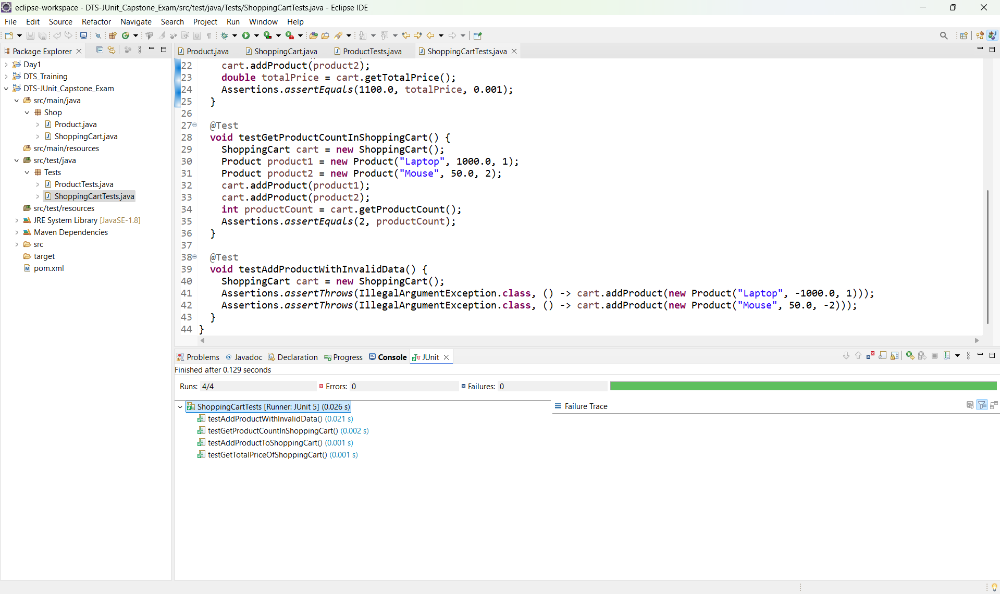 eclipse-workspace - DTS-JUnit_Capstone_Exam/src/test/java/Tests/ShoppingCartTests.java - Eclipse IDE
File Edit Source Refactor Navigate Search Project Run Window Help
Package Explorer
Day1
DTS_Training
DTS-JUnit_Capstone_Exam
src/main/java
Shop
Product.java
ShoppingCart.java
src/main/resources
src/test/java
Tests
ProductTests.java
ShoppingCartTests.java
src/test/resources
JRE System Library [JavaSE-1.8]
Maven Dependencies
src
target
pom.xml
Product.java ShoppingCart.java ProductTests.java ShoppingCartTests.java
22 cart.addProduct(product2);
23 double totalPrice = cart.getTotalPrice();
24 Assertions.assertEquals(1100.0, totalPrice, 0.001);
25 }
26
27 @Test
28 void testGetProductCountInShoppingCart() {
29 ShoppingCart cart = new ShoppingCart();
30 Product product1 = new Product("Laptop", 1000.0, 1);
31 Product product2 = new Product("Mouse", 50.0, 2);
32 cart.addProduct(product1);
33 cart.addProduct(product2);
34 int productCount = cart.getProductCount();
35 Assertions.assertEquals(2, productCount);
36 }
37
38 @Test
39 void testAddProductWithInvalidData() {
40 ShoppingCart cart = new ShoppingCart();
41 Assertions.assertThrows(IllegalArgumentException.class, () -> cart.addProduct(new Product("Laptop", -1000.0, 1)));
42 Assertions.assertThrows(IllegalArgumentException.class, () -> cart.addProduct(new Product("Mouse", 50.0, -2)));
43 }
44 }
Problems @ Javadoc Declaration Progress Console JUnit
Finished after 0.129 seconds
Runs: 4/4 Errors: 0 Failures: 0
ShoppingCartTests [Runner: JUnit 5] (0.026 s)
testAddProductWithInvalidData() (0.021 s)
testGetProductCountInShoppingCart() (0.002 s)
testAddProductToShoppingCart() (0.001 s)
testGetTotalPriceOfShoppingCart() (0.001 s)
Failure Trace